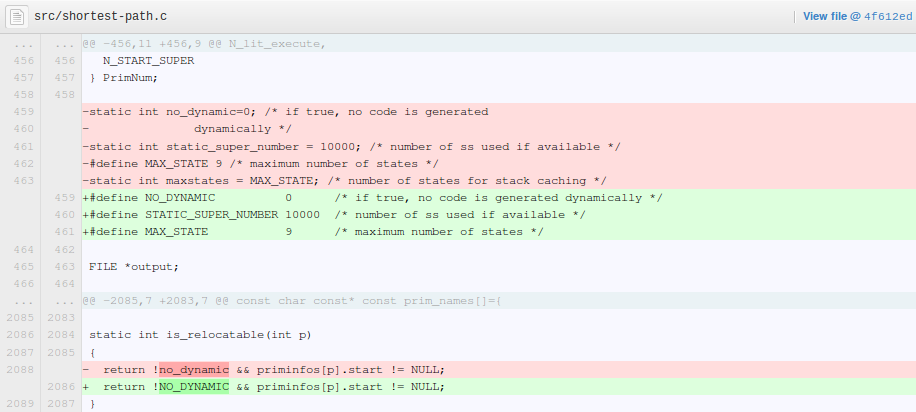 src/shortest-path.c View file @ 4f612ed
... ... @@ -456,11 +456,9 @@ N_lit_execute,
456 456 N_START_SUPER
457 457 } PrimNum;
458 458
459 -static int no_dynamic=0; /* if true, no code is generated
460 - dynamically */
461 -static int static_super_number = 10000; /* number of ss used if available */
462 -#define MAX_STATE 9 /* maximum number of states */
463 -static int maxstates = MAX_STATE; /* number of states for stack caching */
459 +#define NO_DYNAMIC 0 /* if true, no code is generated dynamically */
460 +#define STATIC_SUPER_NUMBER 10000 /* number of ss used if available */
461 +#define MAX_STATE 9 /* maximum number of states */
464 462
465 463 FILE *output;
466 464
... ... @@ -2085,7 +2083,7 @@ const char const* const prim_names[]={
2085 2083
2086 2084 static int is_relocatable(int p)
2087 2085 {
2088 - return !no_dynamic && priminfos[p].start != NULL;
2086 + return !NO_DYNAMIC && priminfos[p].start != NULL;
2089 2087 }